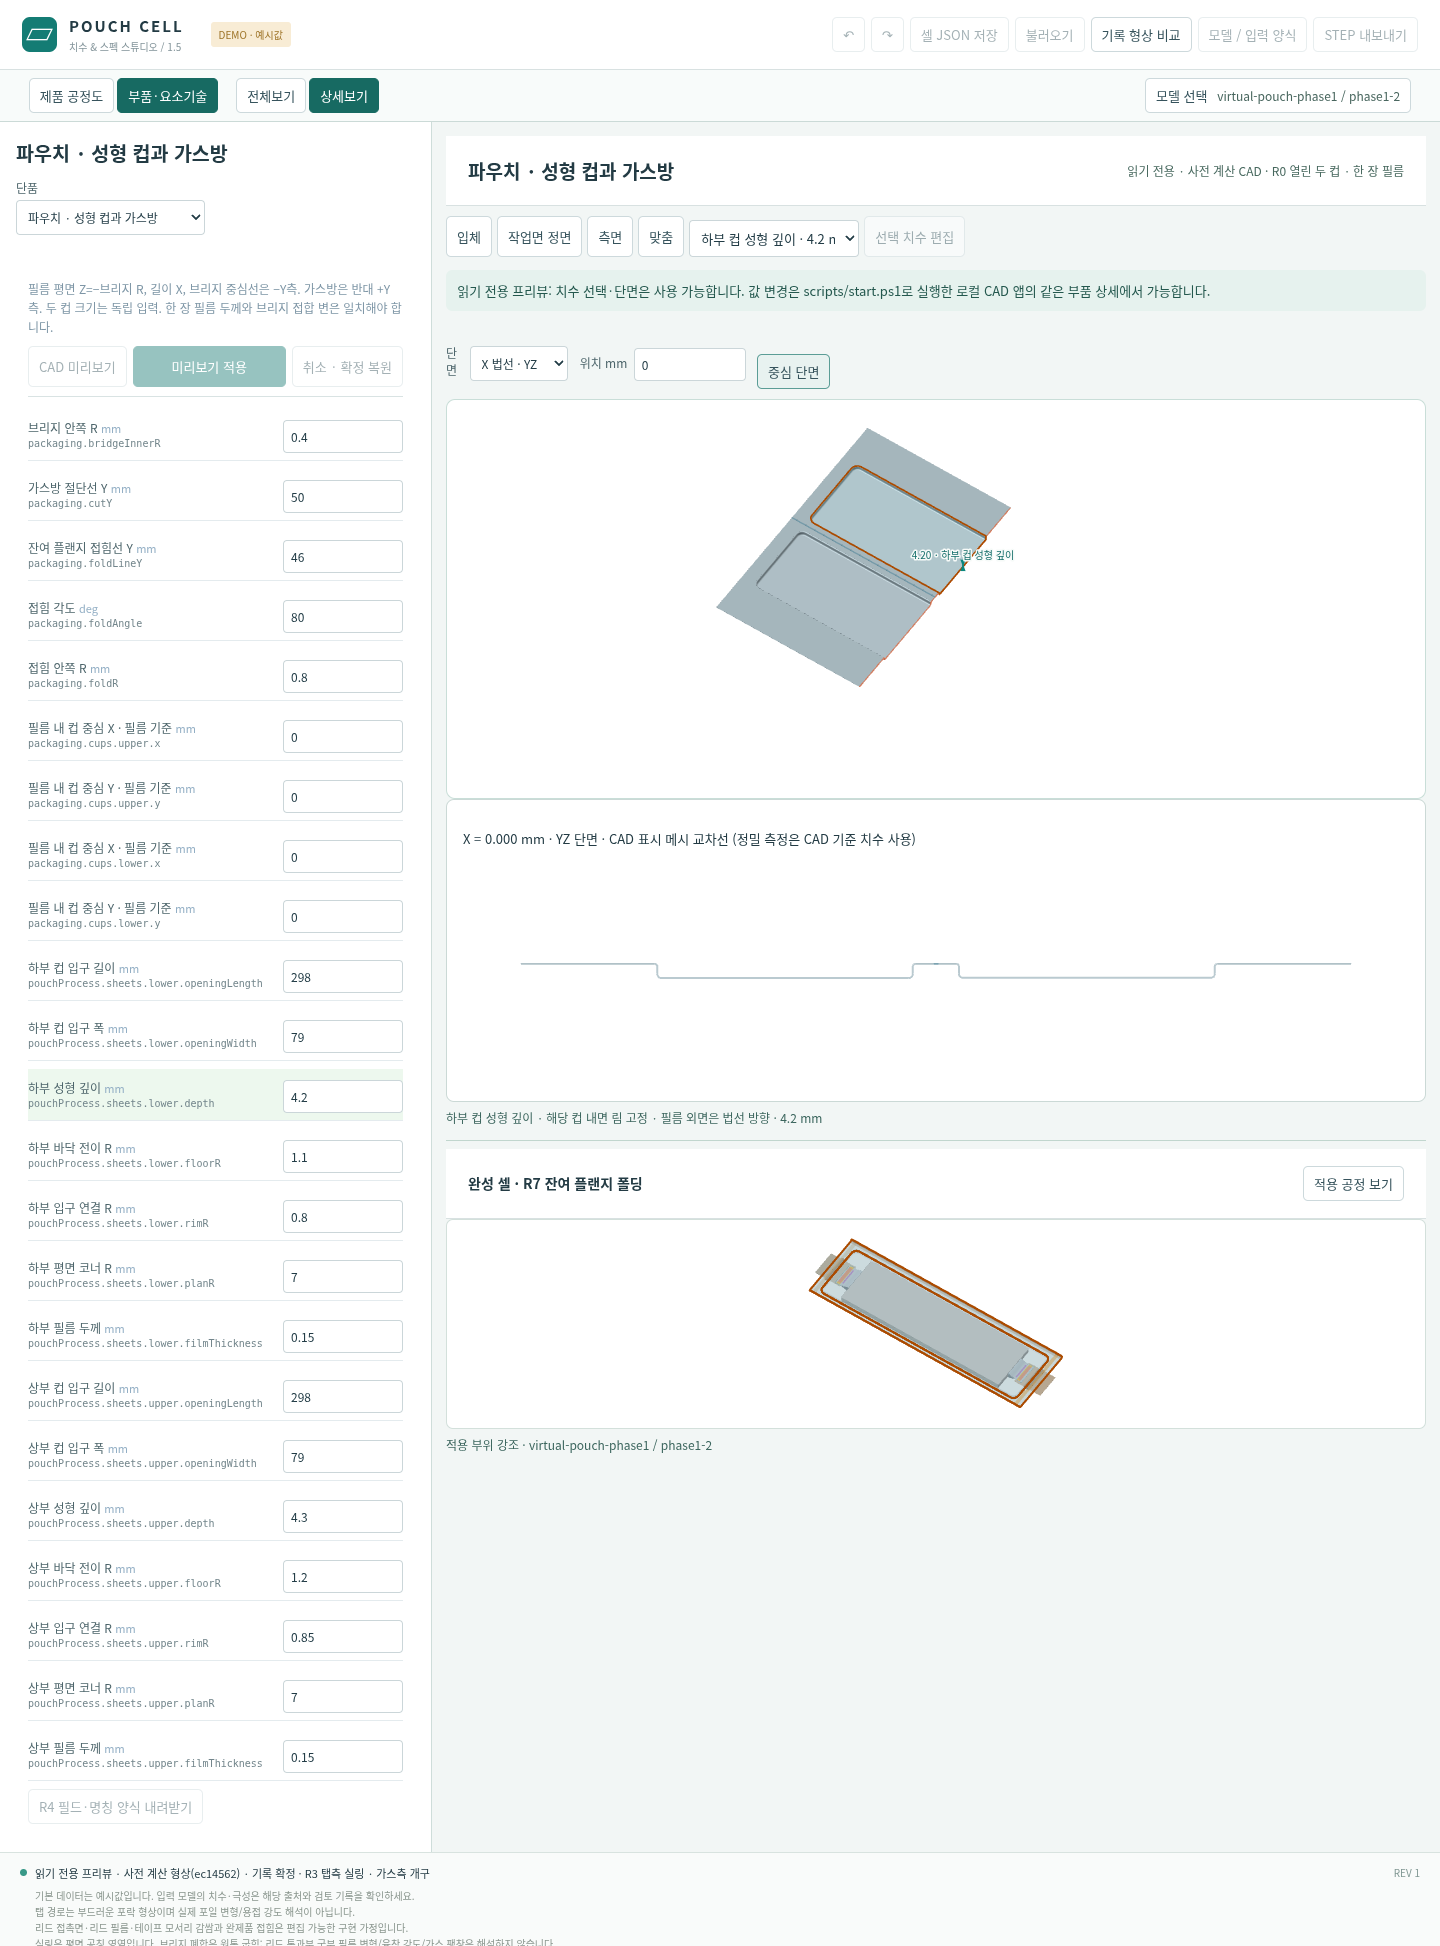 POUCH CELL
치수 & 스펙 스튜디오 / 1.5
DEMO · 예시값
↶ ↷ 셀 JSON 저장 불러오기 기록 형상 비교 모델 / 입력 양식 STEP 내보내기
제품 공정도 부품·요소기술 전체보기 상세보기
모델 선택 virtual-pouch-phase1 / phase1-2
파우치 · 성형 컵과 가스방
단품
파우치 · 성형 컵과 가스방
필름 평면 Z=−브리지 R, 길이 X, 브리지 중심선은 −Y측. 가스방은 반대 +Y
측. 두 컵 크기는 독립 입력. 한 장 필름 두께와 브리지 접합 변은 일치해야 합
니다.
CAD 미리보기 미리보기 적용 취소 · 확정 복원
브리지 안쪽 R mm
packaging.bridgeInnerR
0.4
가스방 절단선 Y mm
packaging.cutY
50
잔여 플랜지 접힘선 Y mm
packaging.foldLineY
46
접힘 각도 deg
packaging.foldAngle
80
접힘 안쪽 R mm
packaging.foldR
0.8
필름 내 컵 중심 X · 필름 기준 mm
packaging.cups.upper.x
0
필름 내 컵 중심 Y · 필름 기준 mm
packaging.cups.upper.y
0
필름 내 컵 중심 X · 필름 기준 mm
packaging.cups.lower.x
0
필름 내 컵 중심 Y · 필름 기준 mm
packaging.cups.lower.y
0
하부 컵 입구 길이 mm
pouchProcess.sheets.lower.openingLength
298
하부 컵 입구 폭 mm
pouchProcess.sheets.lower.openingWidth
79
하부 성형 깊이 mm
pouchProcess.sheets.lower.depth
4.2
하부 바닥 전이 R mm
pouchProcess.sheets.lower.floorR
1.1
하부 입구 연결 R mm
pouchProcess.sheets.lower.rimR
0.8
하부 평면 코너 R mm
pouchProcess.sheets.lower.planR
7
하부 필름 두께 mm
pouchProcess.sheets.lower.filmThickness
0.15
상부 컵 입구 길이 mm
pouchProcess.sheets.upper.openingLength
298
상부 컵 입구 폭 mm
pouchProcess.sheets.upper.openingWidth
79
상부 성형 깊이 mm
pouchProcess.sheets.upper.depth
4.3
상부 바닥 전이 R mm
pouchProcess.sheets.upper.floorR
1.2
상부 입구 연결 R mm
pouchProcess.sheets.upper.rimR
0.85
상부 평면 코너 R mm
pouchProcess.sheets.upper.planR
7
상부 필름 두께 mm
pouchProcess.sheets.upper.filmThickness
0.15
R4 필드·명칭 양식 내려받기
파우치 · 성형 컵과 가스방
읽기 전용 · 사전 계산 CAD · R0 열린 두 컵 · 한 장 필름
입체 작업면 정면 측면 맞춤 하부 컵 성형 깊이 · 4.2 선택 치수 편집
읽기 전용 프리뷰: 치수 선택·단면은 사용 가능합니다. 값 변경은 scripts/start.ps1로 실행한 로컬 CAD 앱의 같은 부품 상세에서 가능합니다.
단면 X 법선 · YZ 위치 mm 0 중심 단면
4.20 · 하부 컵 성형 깊이
X = 0.000 mm · YZ 단면 · CAD 표시 메시 교차선 (정밀 측정은 CAD 기준 치수 사용)
하부 컵 성형 깊이 · 해당 컵 내면 림 고정 · 필름 외면은 법선 방향 · 4.2 mm
완성 셀 · R7 잔여 플랜지 폴딩
적용 공정 보기
적용 부위 강조 · virtual-pouch-phase1 / phase1-2
읽기 전용 프리뷰 · 사전 계산 형상(ec14562) · 기록 확정 · R3 탭측 실링 · 가스측 개구
REV 1
기본 데이터는 예시값입니다. 입력 모델의 치수·극성은 해당 출처와 검토 기록을 확인하세요.
탭 경로는 부드러운 포락 형상이며 실제 포일 변형/용접 강도 해석이 아닙니다.
리드 접촉면·리드 필름·테이프 모서리 감쌈과 완제품 접힘은 편집 가능한 구현 가정입니다.